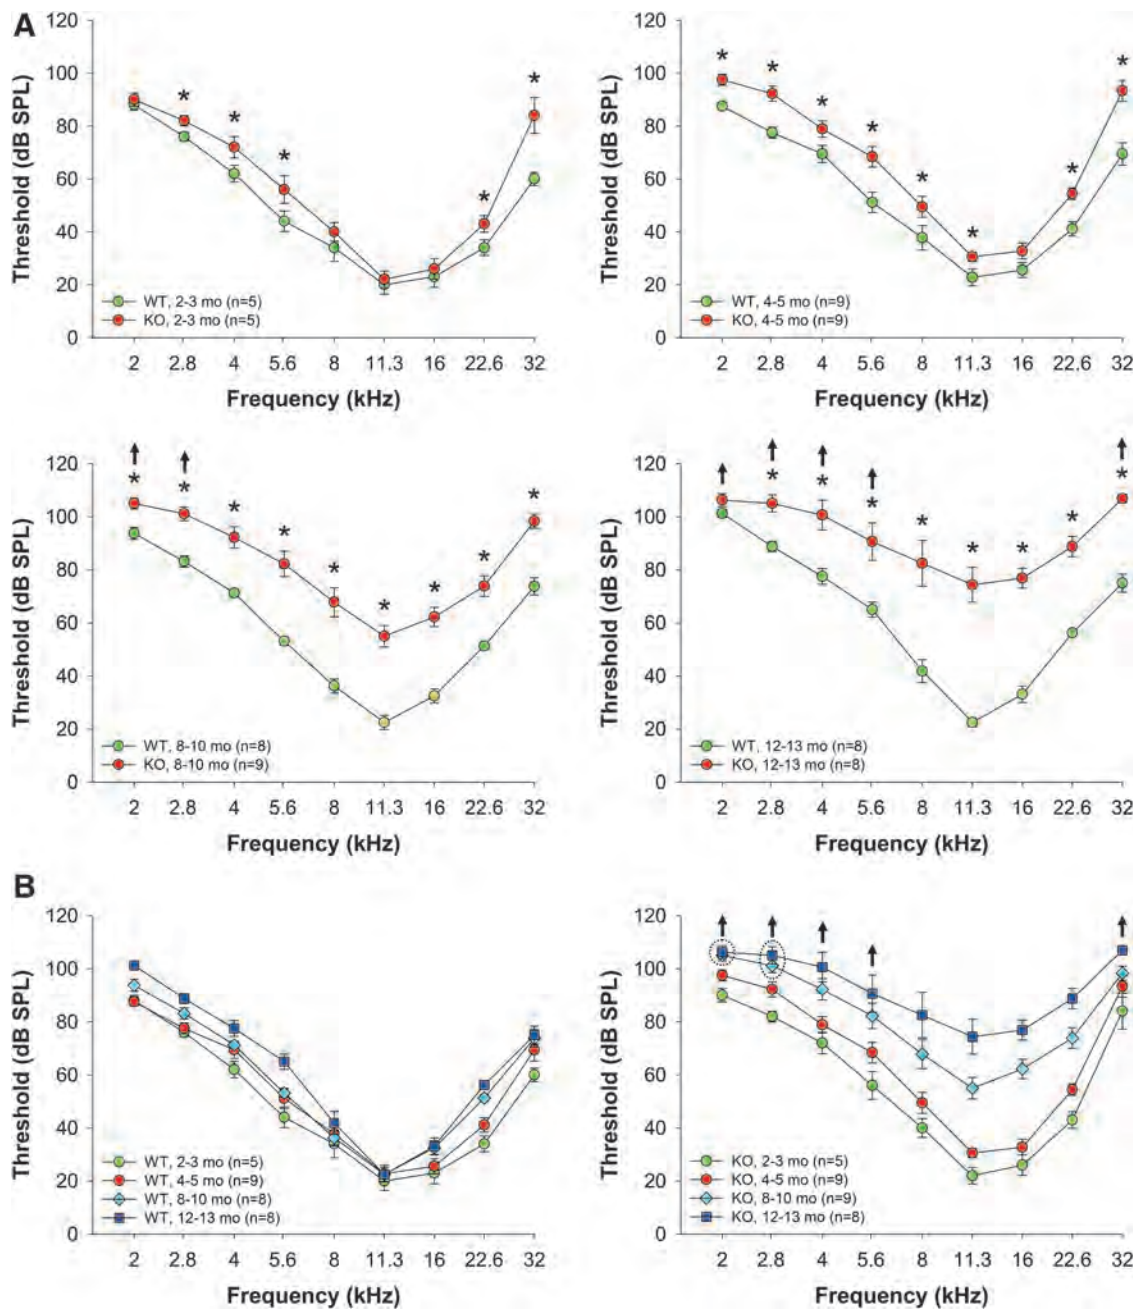 A
120
100
80
60
40
20
0
Threshold (dB SPL)
* * * * *
WT, 2-3 mo (n=5)
KO, 2-3 mo (n=5)
2 2.8 4 5.6 8 11.3 16 22.6 32
Frequency (kHz)
120
100
80
60
40
20
0
Threshold (dB SPL)
* * * * * * * *
WT, 4-5 mo (n=9)
KO, 4-5 mo (n=9)
2 2.8 4 5.6 8 11.3 16 22.6 32
Frequency (kHz)
120
100
80
60
40
20
0
Threshold (dB SPL)
* * * * * * * * *
WT, 8-10 mo (n=8)
KO, 8-10 mo (n=9)
2 2.8 4 5.6 8 11.3 16 22.6 32
Frequency (kHz)
120
100
80
60
40
20
0
Threshold (dB SPL)
* * * * * * * *
WT, 12-13 mo (n=8)
KO, 12-13 mo (n=8)
2 2.8 4 5.6 8 11.3 16 22.6 32
Frequency (kHz)
B
120
100
80
60
40
20
0
Threshold (dB SPL)
WT, 2-3 mo (n=5)
WT, 4-5 mo (n=9)
WT, 8-10 mo (n=8)
WT, 12-13 mo (n=8)
2 2.8 4 5.6 8 11.3 16 22.6 32
Frequency (kHz)
120
100
80
60
40
20
0
Threshold (dB SPL)
KO, 2-3 mo (n=5)
KO, 4-5 mo (n=9)
KO, 8-10 mo (n=9)
KO, 12-13 mo (n=8)
2 2.8 4 5.6 8 11.3 16 22.6 32
Frequency (kHz)